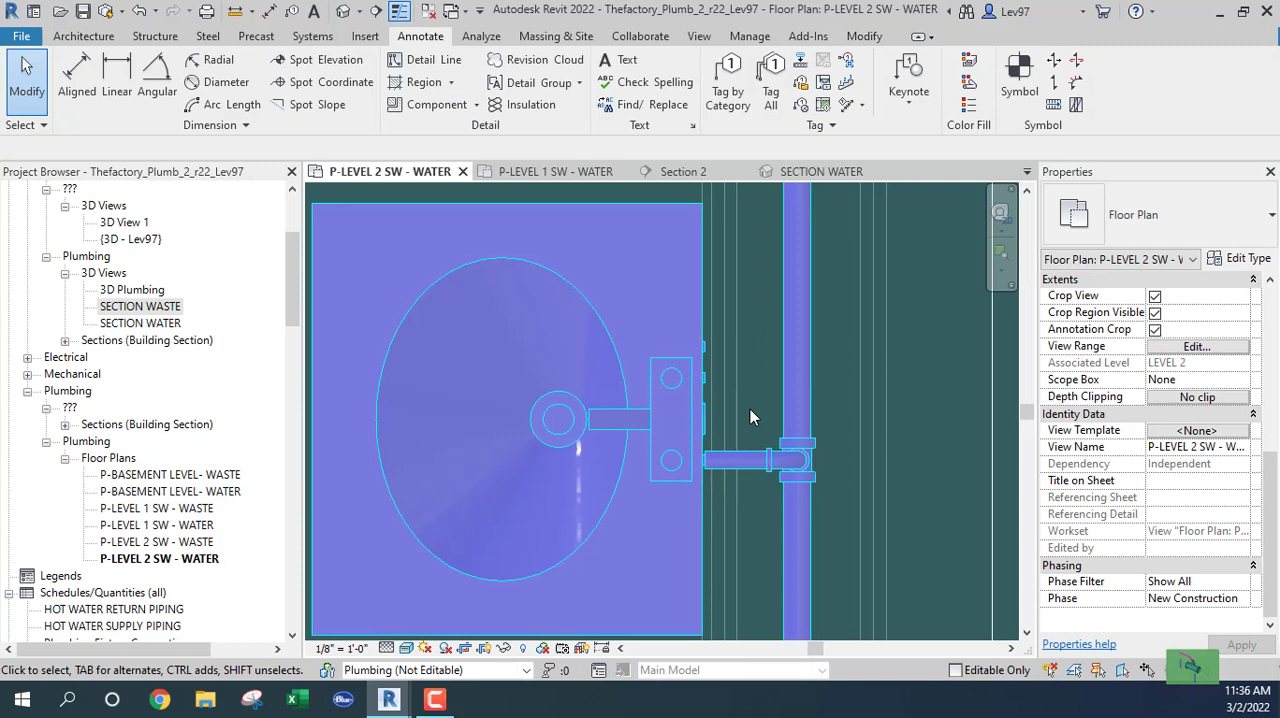 Autodesk Revit 2022 - Thefactory_Plumb_2_r22_Lev97 - Floor Plan: P-LEVEL 2 SW - WATER
Lev97
File Architecture Structure Steel Precast Systems Insert Annotate Analyze Massing & Site Collaborate View Manage Add-Ins Modify
Modify
Select
Aligned Linear Angular
Radial
Diameter
Arc Length
Spot Elevation
Spot Coordinate
Spot Slope
Dimension
Detail Line
Region
Component
Revision Cloud
Detail Group
Insulation
Detail
Text
Check Spelling
Find/ Replace
Text
Tag by
Category
Tag
All
Tag
Keynote
Color Fill
Symbol
Symbol
Project Browser - Thefactory_Plumb_2_r22_Lev97
???
3D Views
3D View 1
{3D - Lev97}
Plumbing
3D Views
3D Plumbing
SECTION WASTE
SECTION WATER
Sections (Building Section)
Electrical
Mechanical
Plumbing
???
Sections (Building Section)
Plumbing
Floor Plans
P-BASEMENT LEVEL- WASTE
P-BASEMENT LEVEL- WATER
P-LEVEL 1 SW - WASTE
P-LEVEL 1 SW - WATER
P-LEVEL 2 SW - WASTE
P-LEVEL 2 SW - WATER
Legends
Schedules/Quantities (all)
HOT WATER RETURN PIPING
HOT WATER SUPPLY PIPING
P-LEVEL 2 SW - WATER P-LEVEL 1 SW - WATER Section 2 SECTION WATER
Properties
Floor Plan
Floor Plan: P-LEVEL 2 SW - W Edit Type
Extents
Crop View
Crop Region Visible
Annotation Crop
View Range Edit...
Associated Level LEVEL 2
Scope Box None
Depth Clipping No clip
Identity Data
View Template <None>
View Name P-LEVEL 2 SW - W...
Dependency Independent
Title on Sheet
Referencing Sheet
Referencing Detail
Workset View "Floor Plan: P...
Edited by
Phasing
Phase Filter Show All
Phase New Construction
Properties help Apply
1/8" = 1'-0"
Click to select, TAB for alternates, CTRL adds, SHIFT unselects. Plumbing (Not Editable) :0 Main Model Editable Only
11:36 AM
3/2/2022